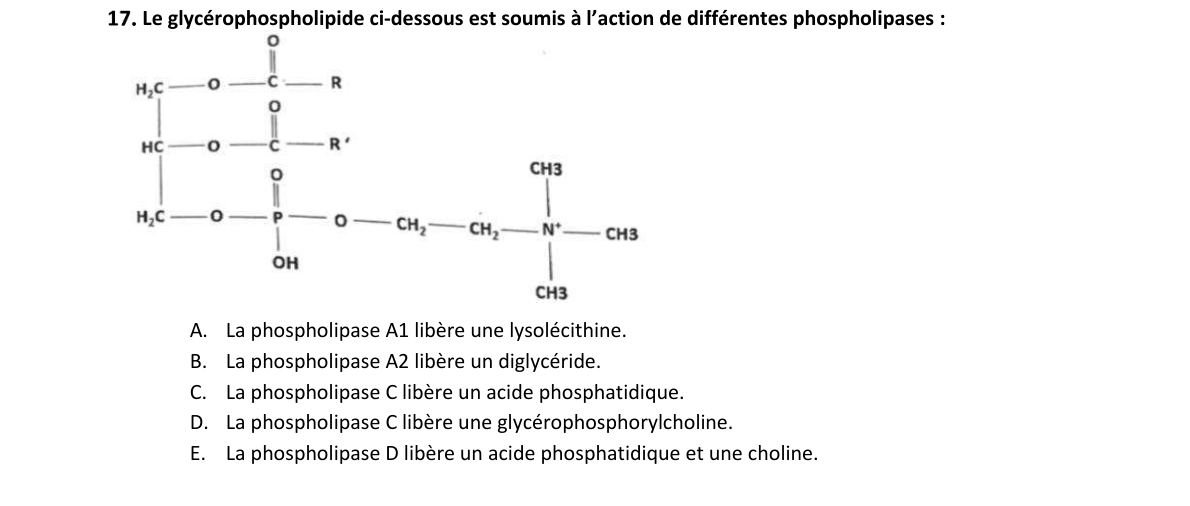 17. Le glycérophospholipide ci-dessous est soumis à l’action de différentes phospholipases :
O
H₂C O C R
O
HC O C R’
O CH3
H₂C O P O CH₂ CH₂ N⁺ CH3
OH
CH3
A. La phospholipase A1 libère une lysolécithine.
B. La phospholipase A2 libère un diglycéride.
C. La phospholipase C libère un acide phosphatidique.
D. La phospholipase C libère une glycérophosphorylcholine.
E. La phospholipase D libère un acide phosphatidique et une choline.